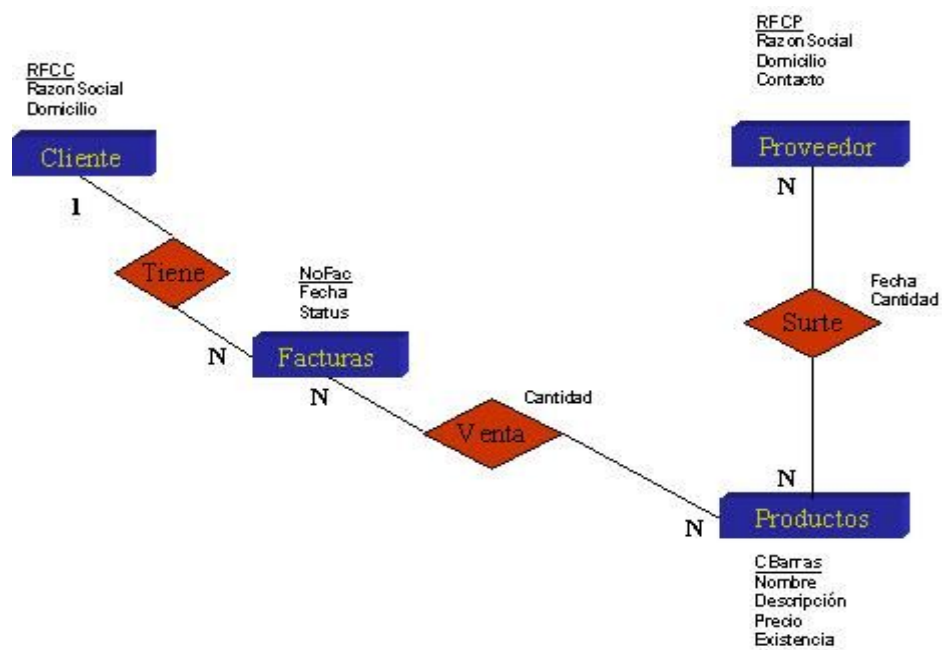 RFCC
Razon Social
Domicilio
Cliente
1
Tiene
N
NoFac
Fecha
Status
Facturas
N
Cantidad
Venta
N
RFCP
Razon Social
Domicilio
Contacto
Proveedor
N
Fecha
Cantidad
Surte
N
Productos
CBarras
Nombre
Descripción
Precio
Existencia